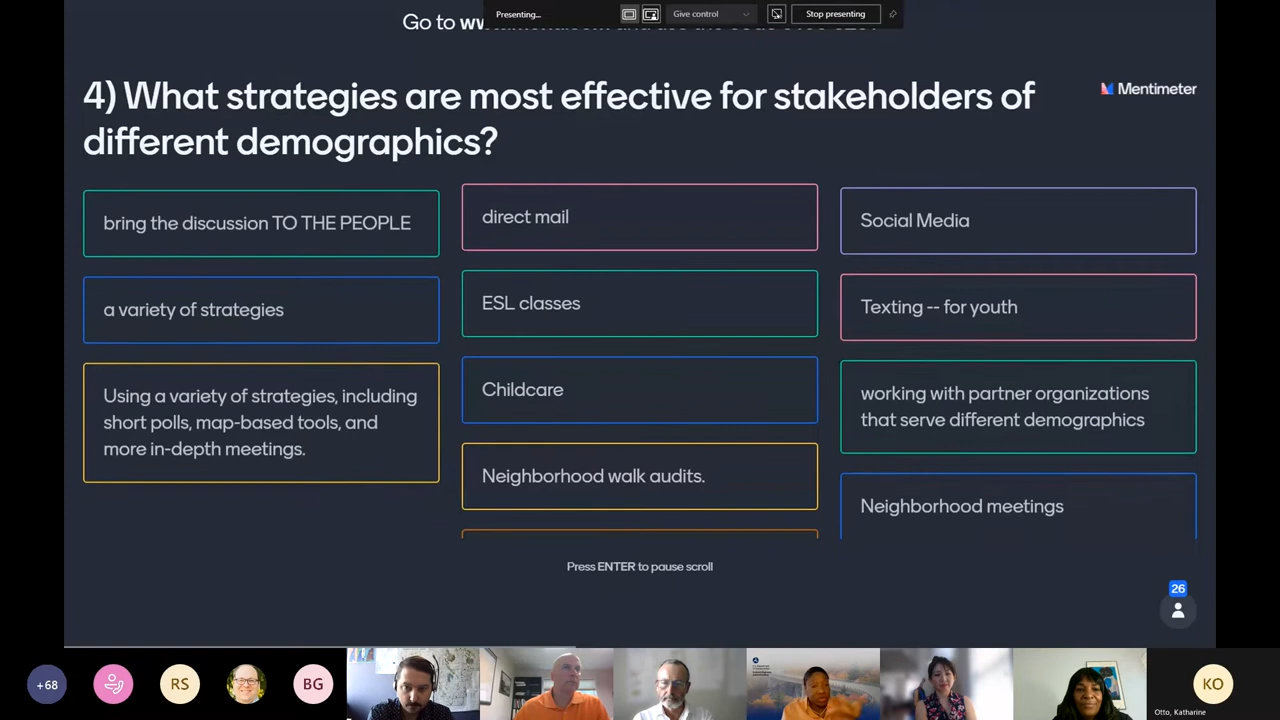 Presenting...
Give control
Stop presenting
Go to
4) What strategies are most effective for stakeholders of
different demographics?
Mentimeter
bring the discussion TO THE PEOPLE
a variety of strategies
Using a variety of strategies, including
short polls, map-based tools, and
more in-depth meetings.
direct mail
ESL classes
Childcare
Neighborhood walk audits.
Social Media
Texting -- for youth
working with partner organizations
that serve different demographics
Neighborhood meetings
Press ENTER to pause scroll
26
+68
RS
BG
KO
Otto, Katharine